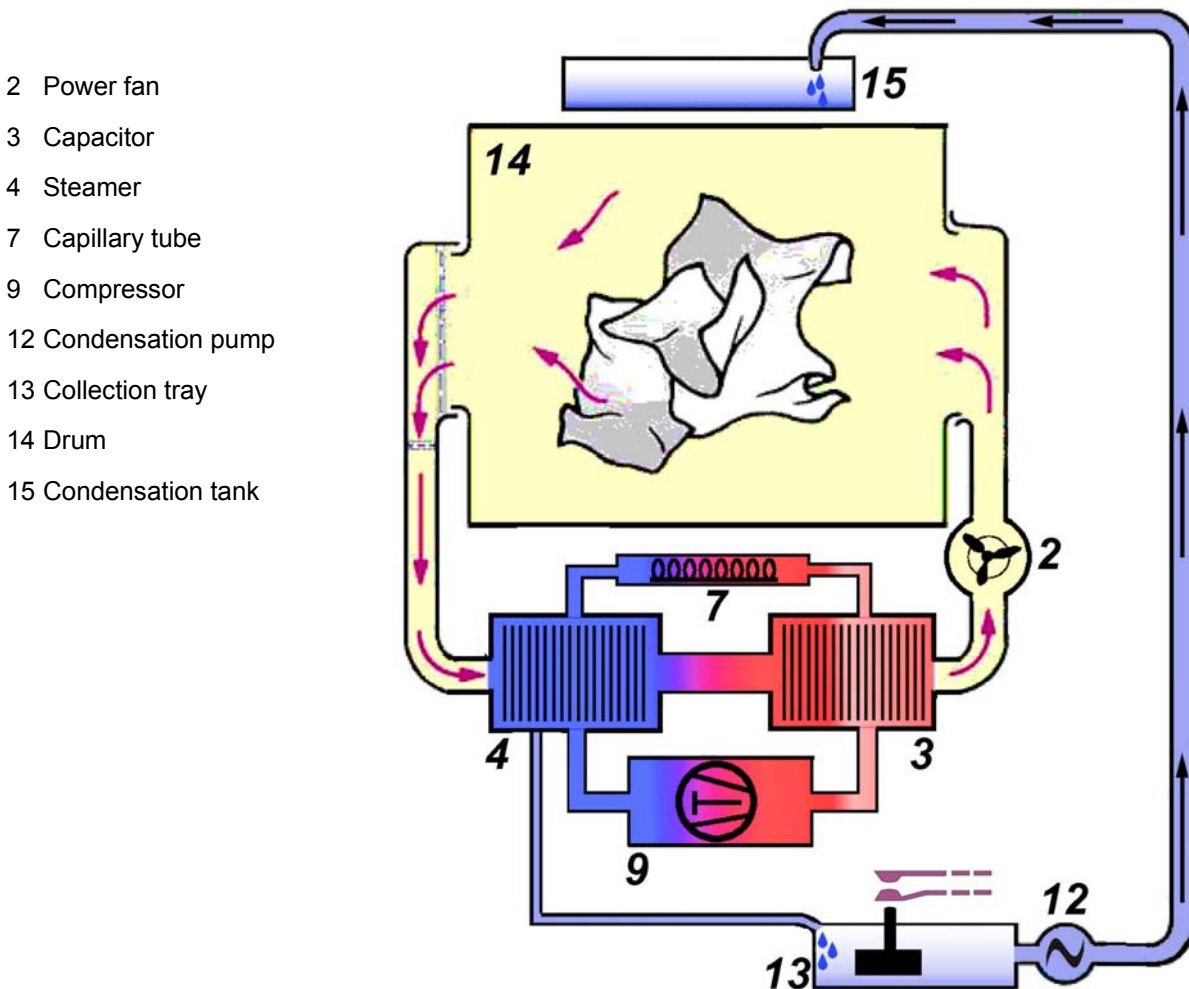 2 Power fan
3 Capacitor
4 Steamer
7 Capillary tube
9 Compressor
12 Condensation pump
13 Collection tray
14 Drum
15 Condensation tank
15
14
2
7
4
3
9
12
13